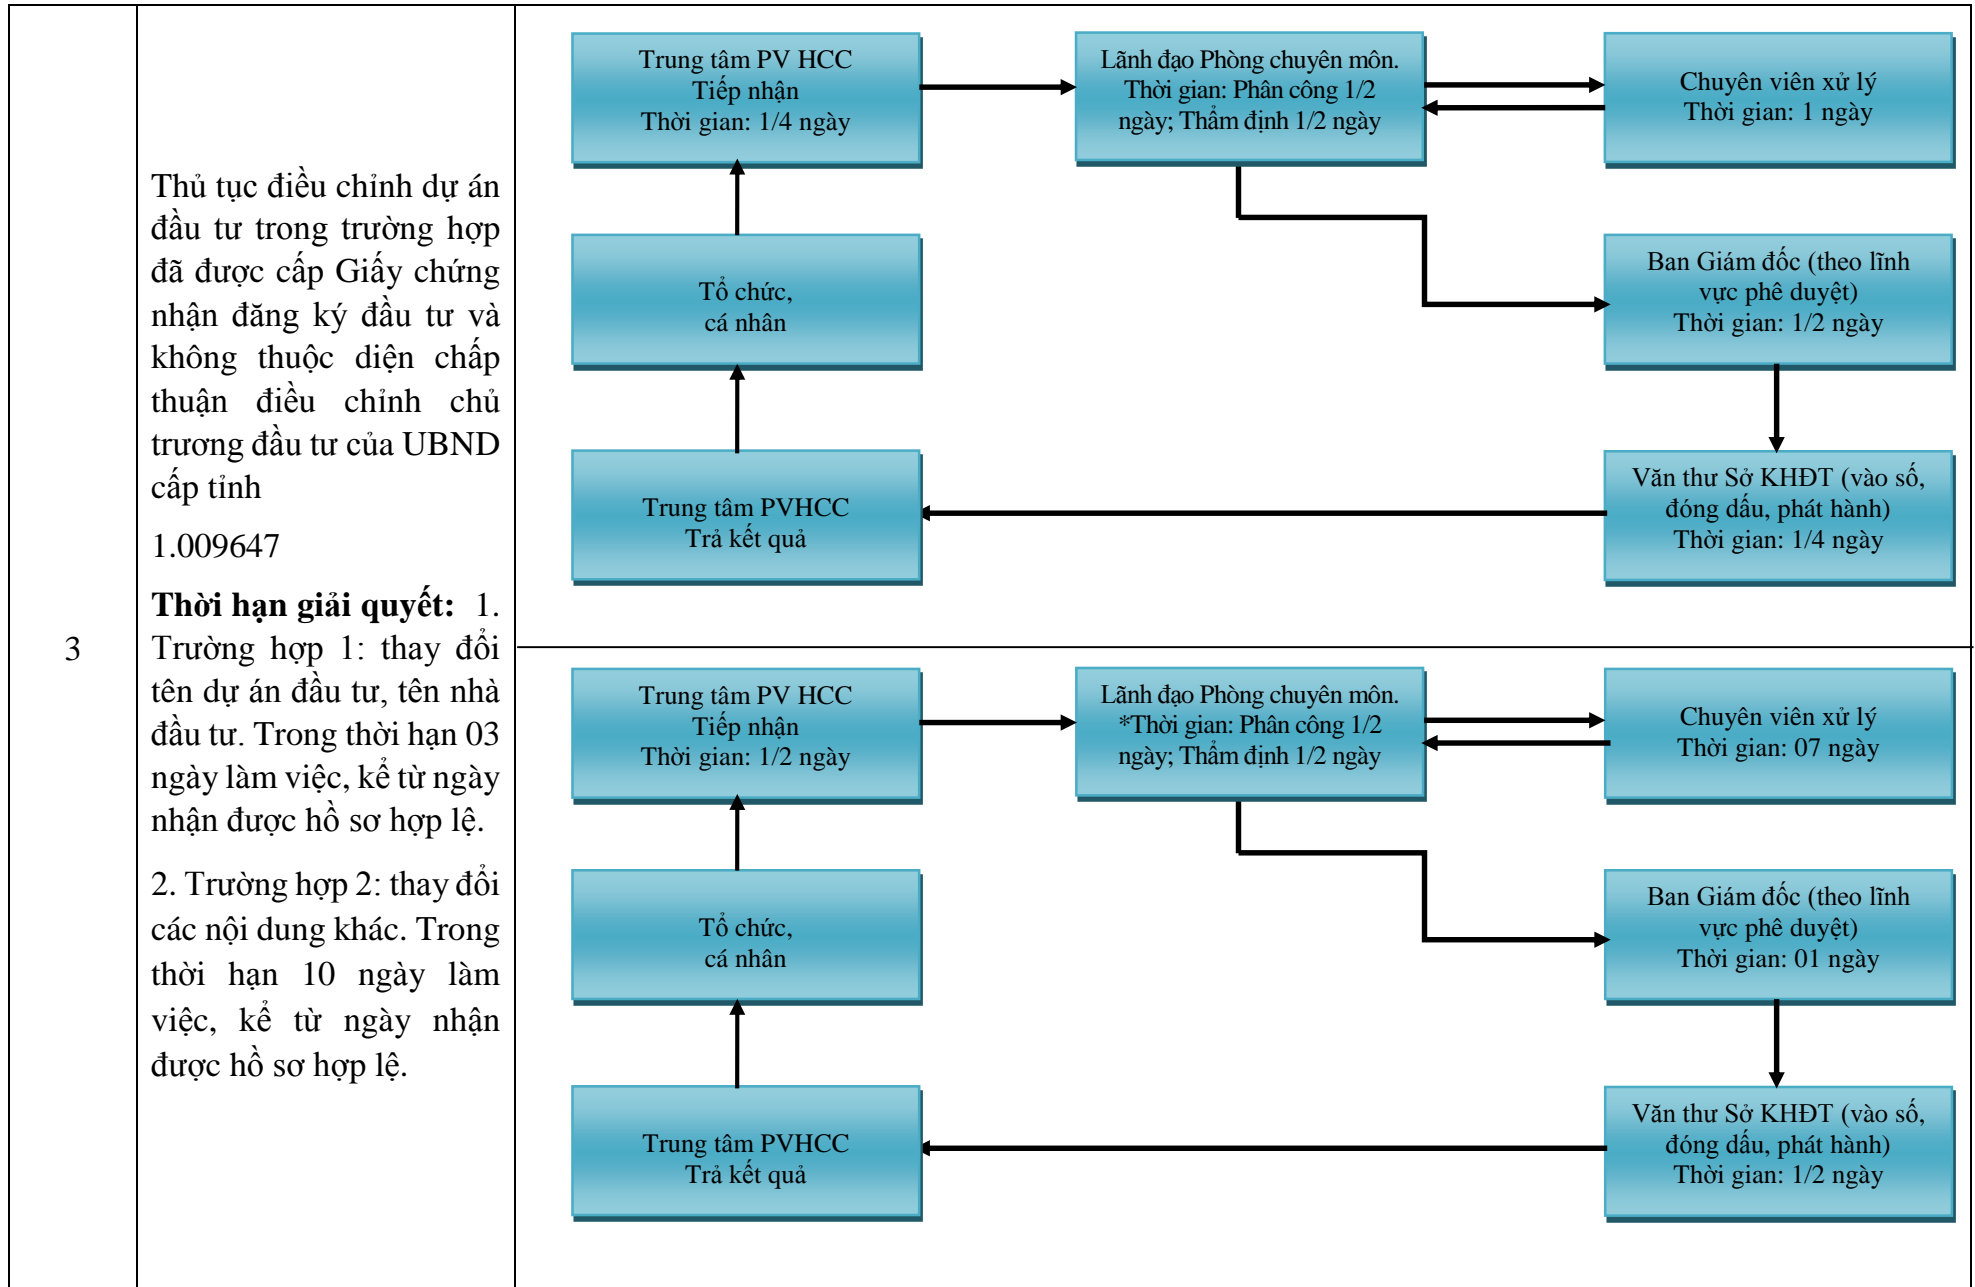 3
Thủ tục điều chỉnh dự án
đầu tư trong trường hợp
đã được cấp Giấy chứng
nhận đăng ký đầu tư và
không thuộc diện chấp
thuận điều chỉnh chủ
trương đầu tư của UBND
cấp tỉnh
1.009647
Thời hạn giải quyết: 1.
Trường hợp 1: thay đổi
tên dự án đầu tư, tên nhà
đầu tư. Trong thời hạn 03
ngày làm việc, kể từ ngày
nhận được hồ sơ hợp lệ.
2. Trường hợp 2: thay đổi
các nội dung khác. Trong
thời hạn 10 ngày làm
việc, kể từ ngày nhận
được hồ sơ hợp lệ.
Trung tâm PV HCC
Tiếp nhận
Thời gian: 1/4 ngày
Lãnh đạo Phòng chuyên môn.
Thời gian: Phân công 1/2
ngày; Thẩm định 1/2 ngày
Chuyên viên xử lý
Thời gian: 1 ngày
Tổ chức,
cá nhân
Ban Giám đốc (theo lĩnh
vực phê duyệt)
Thời gian: 1/2 ngày
Trung tâm PVHCC
Trả kết quả
Văn thư Sở KHĐT (vào số,
đóng dấu, phát hành)
Thời gian: 1/4 ngày
Trung tâm PV HCC
Tiếp nhận
Thời gian: 1/2 ngày
Lãnh đạo Phòng chuyên môn.
*Thời gian: Phân công 1/2
ngày; Thẩm định 1/2 ngày
Chuyên viên xử lý
Thời gian: 07 ngày
Tổ chức,
cá nhân
Ban Giám đốc (theo lĩnh
vực phê duyệt)
Thời gian: 01 ngày
Trung tâm PVHCC
Trả kết quả
Văn thư Sở KHĐT (vào số,
đóng dấu, phát hành)
Thời gian: 1/2 ngày